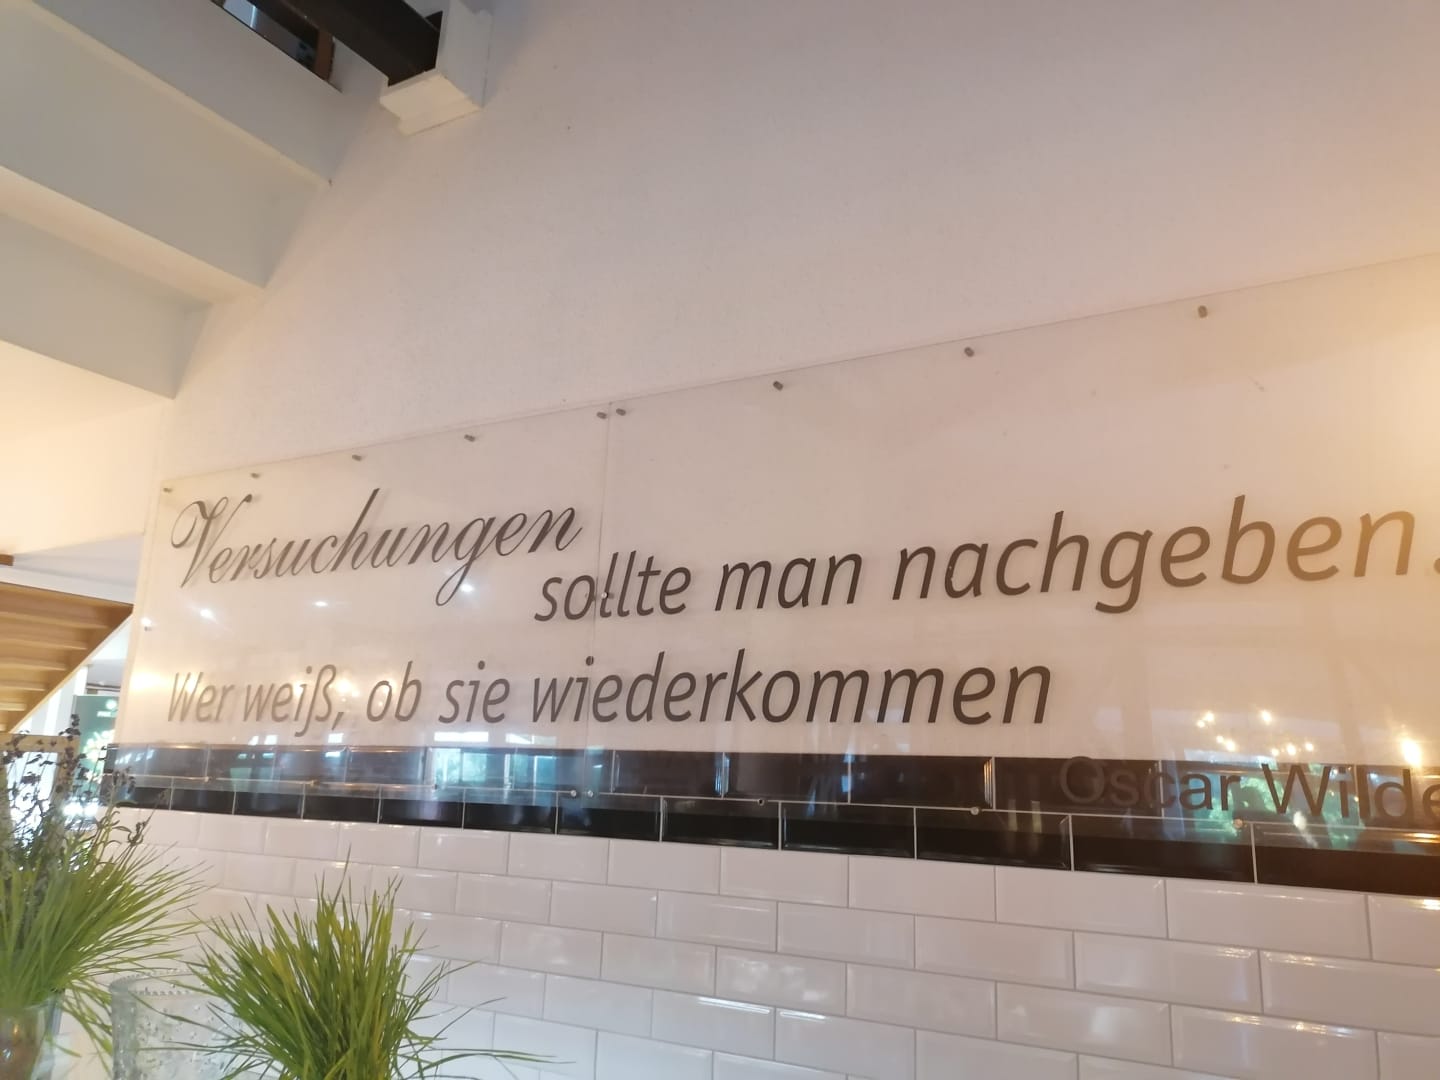 Versuchungen
sollte man nachgeben.
Wer weiß, ob sie wiederkommen
Oscar Wilde